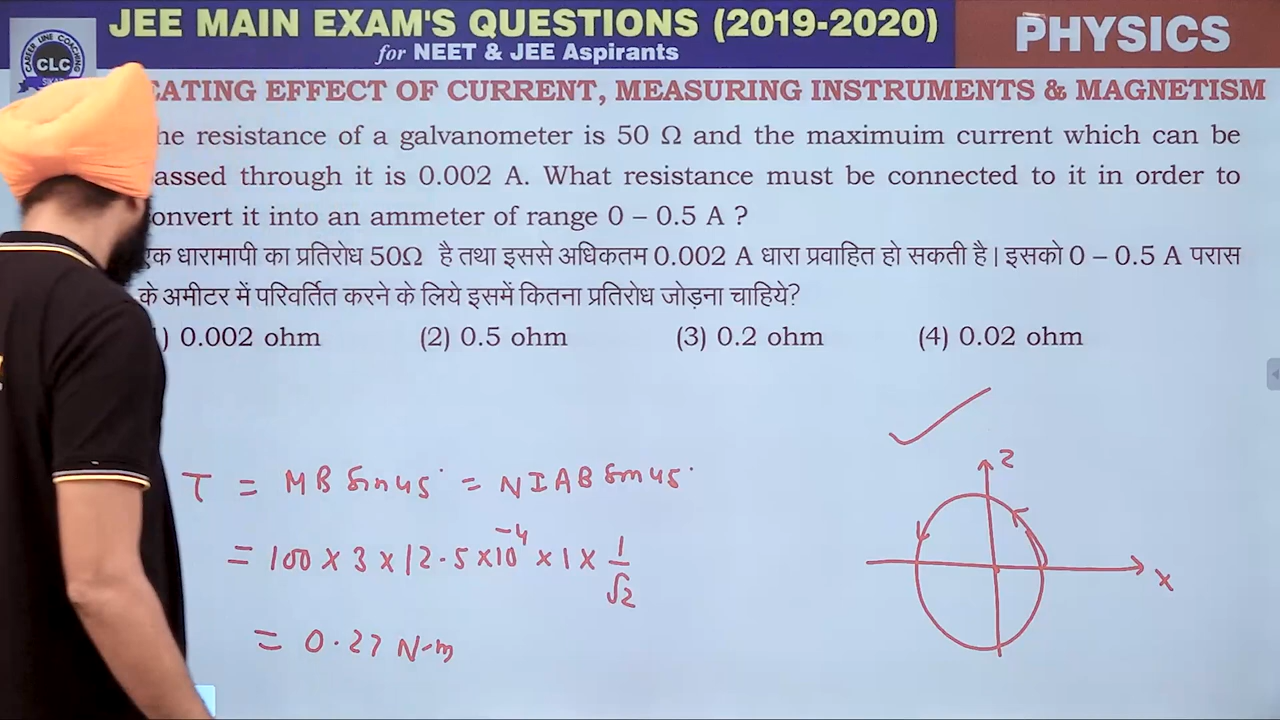 JEE MAIN EXAM'S QUESTIONS (2019-2020)
for NEET & JEE Aspirants
PHYSICS
CAREER LINE COACHING
CLC
EATING EFFECT OF CURRENT, MEASURING INSTRUMENTS & MAGNETISM
he resistance of a galvanometer is 50 Ω and the maximuim current which can be
assed through it is 0.002 A. What resistance must be connected to it in order to
onvert it into an ammeter of range 0 – 0.5 A ?
एक धारामापी का प्रतिरोध 50Ω है तथा इससे अधिकतम 0.002 A धारा प्रवाहित हो सकती है। इसको 0 – 0.5 A परास
के अमीटर में परिवर्तित करने के लिये इसमें कितना प्रतिरोध जोड़ना चाहिये?
) 0.002 ohm (2) 0.5 ohm (3) 0.2 ohm (4) 0.02 ohm
τ = MB Sin45° = NIAB Sin45°
= 100 × 3 × 12.5 × 10⁻⁴ × 1 × 1/√2
= 0.27 N-m
z
x